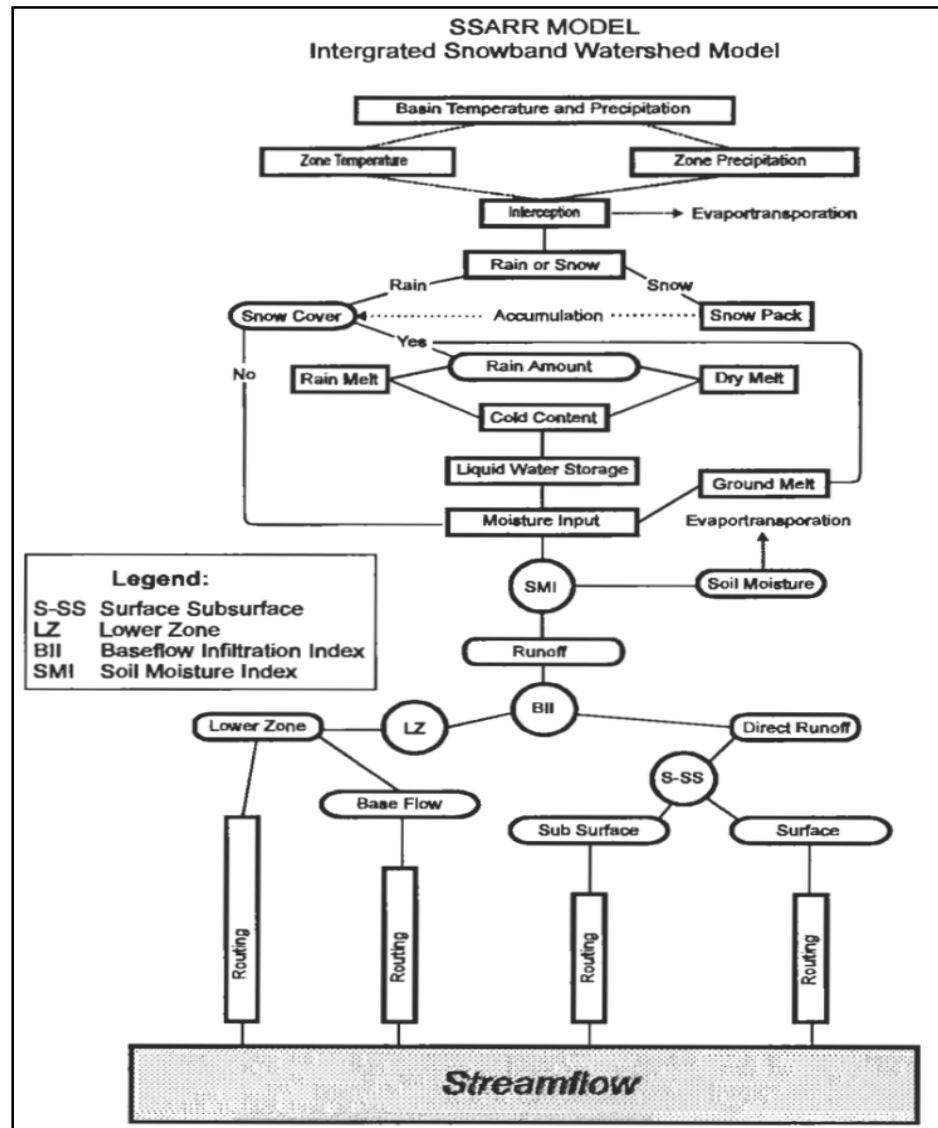 SSARR MODEL
Intergrated Snowband Watershed Model
Basin Temperature and Precipitation
Zone Temperature
Zone Precipitation
Interception
Evaportransporation
Rain or Snow
Rain
Snow
Snow Cover
Accumulation
Snow Pack
Yes
No
Rain Amount
Rain Melt
Dry Melt
Cold Content
Liquid Water Storage
Ground Melt
Moisture Input
Evaportransporation
SMI
Soil Moisture
Legend:
S-SS Surface Subsurface
LZ Lower Zone
BII Baseflow Infiltration Index
SMI Soil Moisture Index
Runoff
BII
Lower Zone
LZ
Direct Runoff
S-SS
Base Flow
Sub Surface
Surface
Routing
Routing
Routing
Routing
Streamflow